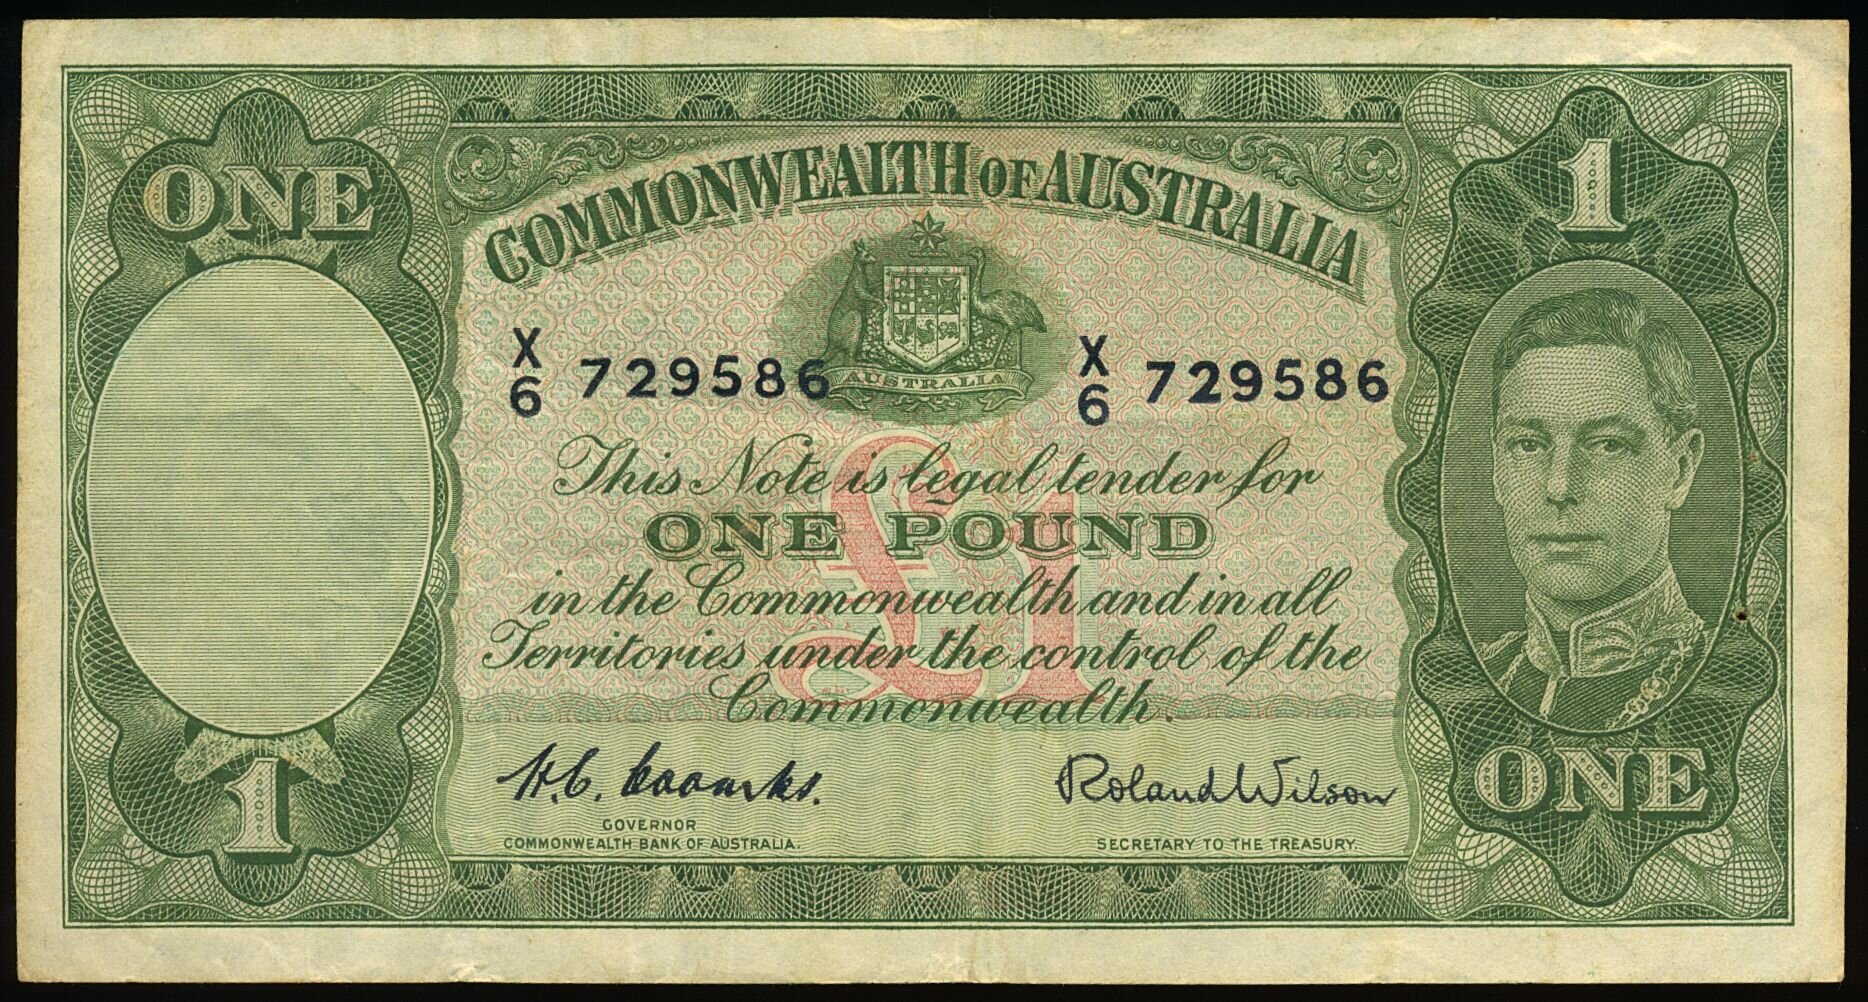 ONE
1
COMMONWEALTH OF AUSTRALIA
X/6 729586
X/6 729586
AUSTRALIA
This Note is legal tender for
ONE POUND
in the Commonwealth and in all
Territories under the control of the
Commonwealth.
£1
H.C. Coombs.
Roland Wilson
GOVERNOR
COMMONWEALTH BANK OF AUSTRALIA.
SECRETARY TO THE TREASURY.
1
ONE